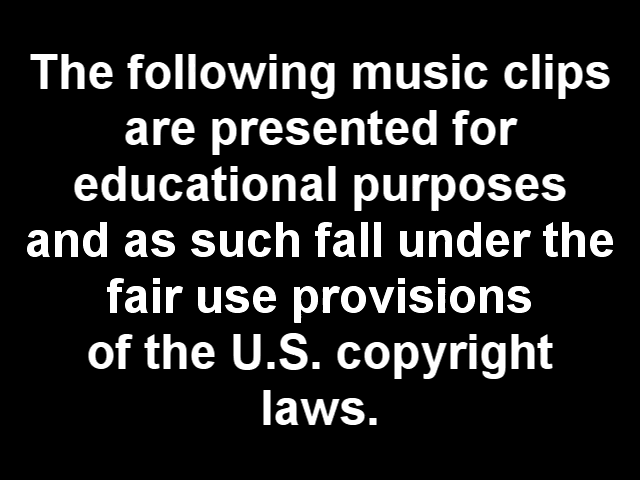 The following music clips
are presented for
educational purposes
and as such fall under the
fair use provisions
of the U.S. copyright
laws.